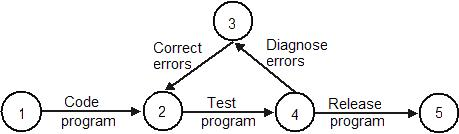 3
Correct
errors
Diagnose
errors
1
Code
program
2
Test
program
4
Release
program
5